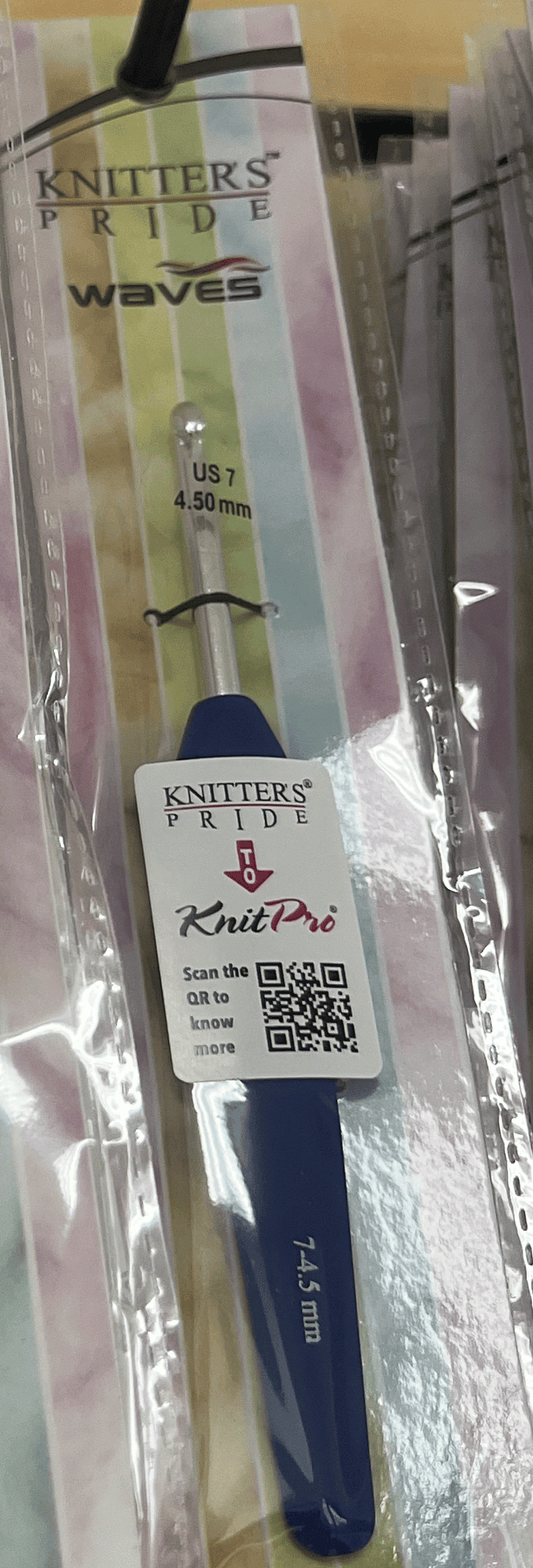 KNITTER'S™
PRIDE
waves
US 7
4.50 mm
KNITTER'S®
PRIDE
TO
KnitPro®
Scan the
QR to
know
more
7-4.5 mm